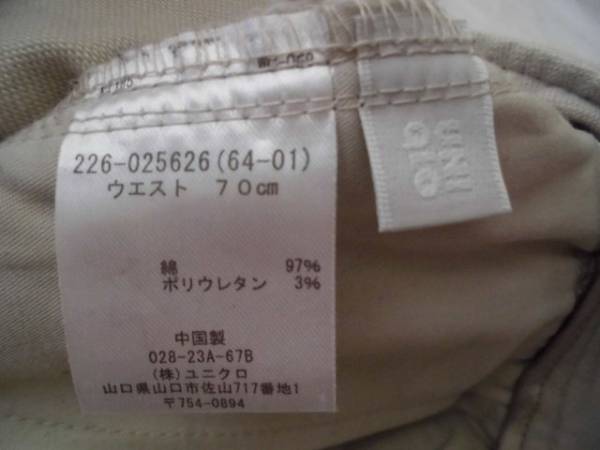 226-025626(64-01)
ウエスト 70cm
綿 97%
ポリウレタン 3%
中国製
028-23A-67B
(株)ユニクロ
山口県山口市佐山717番地1
〒754-0894
UNI
QLO